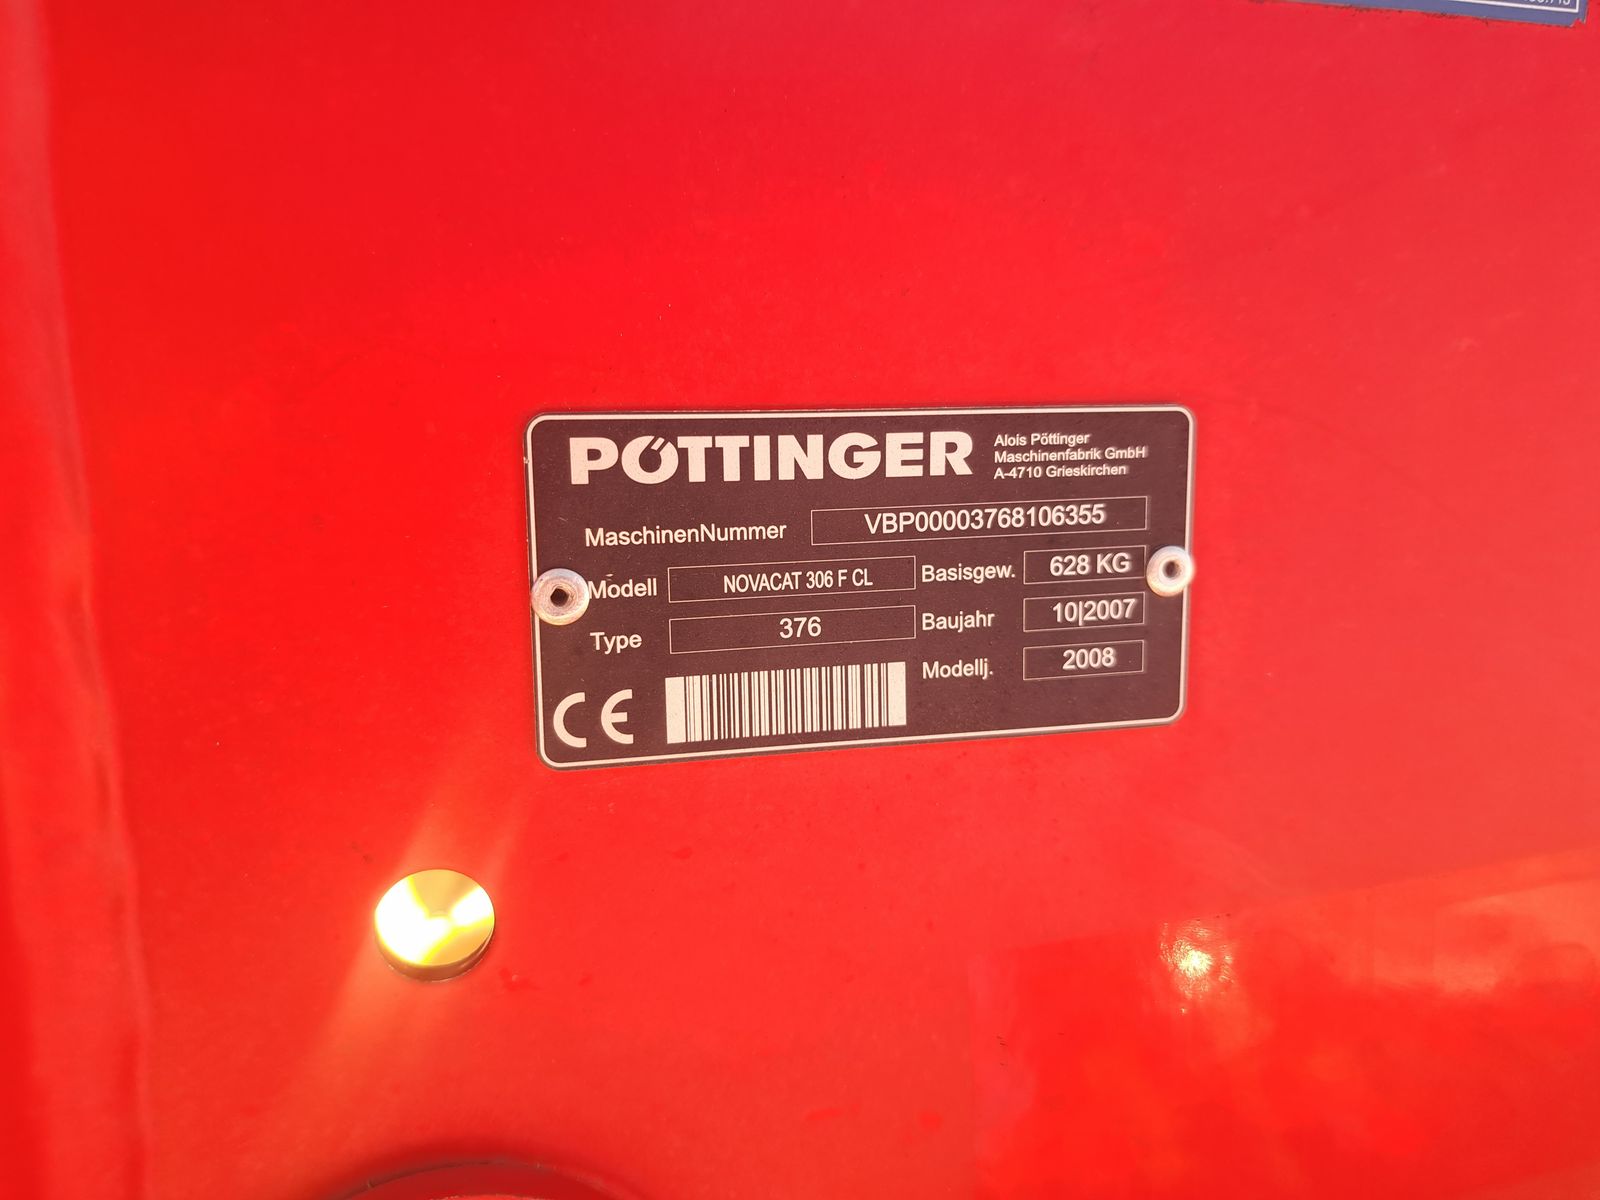 PÖTTINGER
Alois Pöttinger
Maschinenfabrik GmbH
A-4710 Grieskirchen
MaschinenNummer VBP00003768106355
Modell NOVACAT 306 F CL Basisgew. 628 KG
Type 376 Baujahr 10|2007
Modellj. 2008
CE